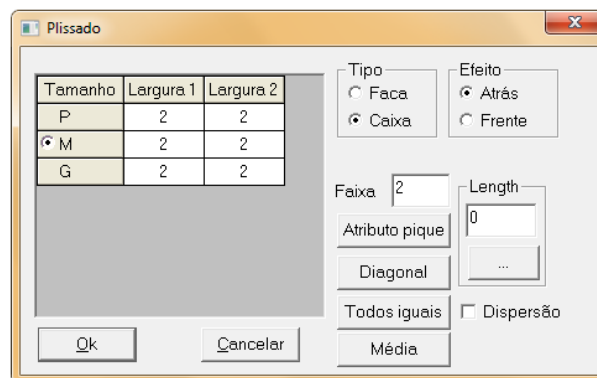 Plissado
x
Tamanho Largura 1 Largura 2
P 2 2
M 2 2
G 2 2
Tipo
Faca
Caixa
Efeito
Atrás
Frente
Faixa 2
Atributo pique
Diagonal
Todos iguais
Média
Length
0
...
Dispersão
Ok
Cancelar